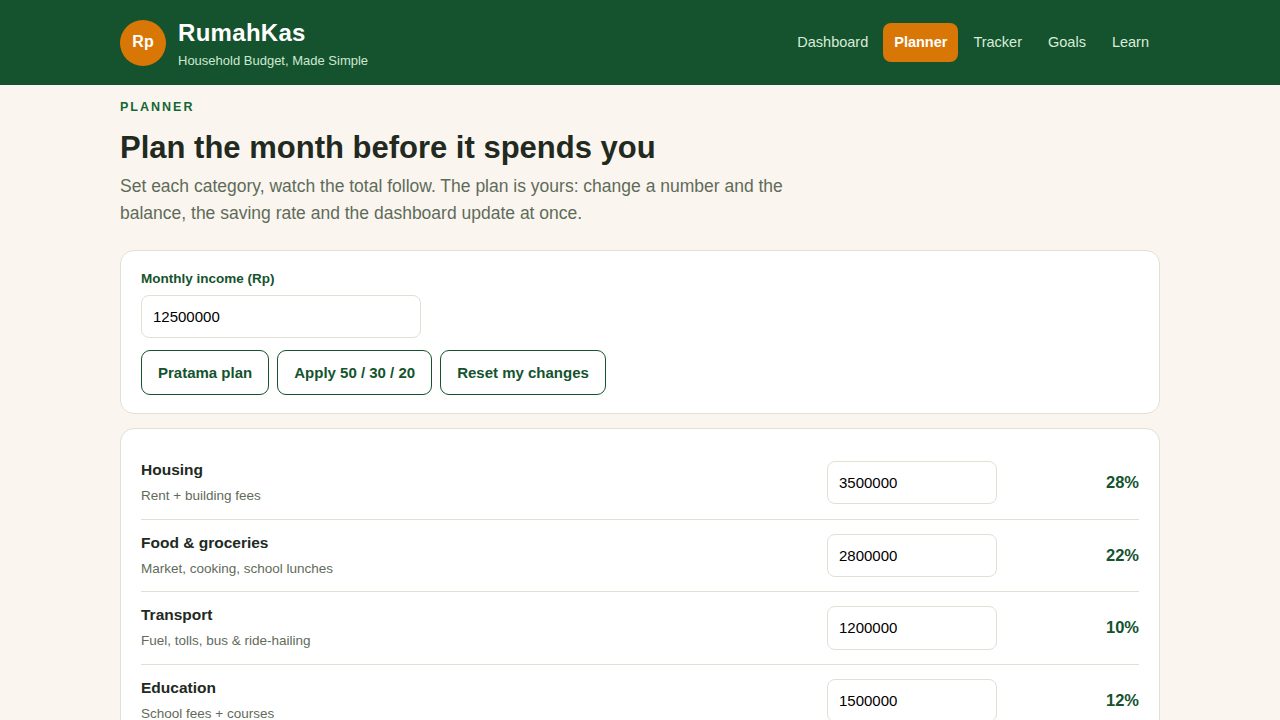 Rp
RumahKas
Household Budget, Made Simple
Dashboard
Planner
Tracker
Goals
Learn
PLANNER
Plan the month before it spends you
Set each category, watch the total follow. The plan is yours: change a number and the
balance, the saving rate and the dashboard update at once.
Monthly income (Rp)
12500000
Pratama plan
Apply 50 / 30 / 20
Reset my changes
Housing
Rent + building fees
3500000
28%
Food & groceries
Market, cooking, school lunches
2800000
22%
Transport
Fuel, tolls, bus & ride-hailing
1200000
10%
Education
School fees + courses
1500000
12%